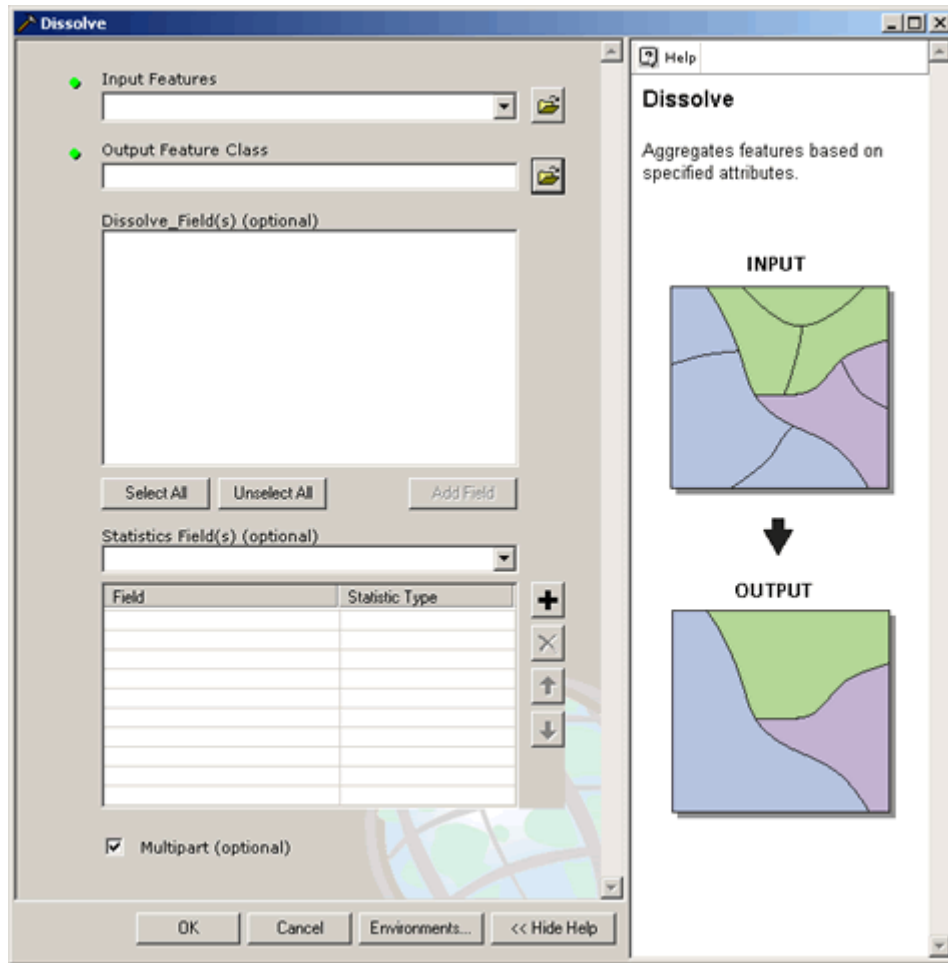 Dissolve
Input Features
Output Feature Class
Dissolve_Field(s) (optional)
Select All
Unselect All
Add Field
Statistics Field(s) (optional)
Field
Statistic Type
Multipart (optional)
OK
Cancel
Environments...
<< Hide Help
Help
Dissolve
Aggregates features based on
specified attributes.
INPUT
OUTPUT